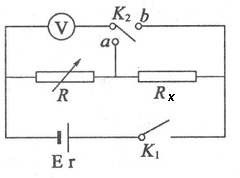 V K₂ b
a
R Rₓ
E r K₁